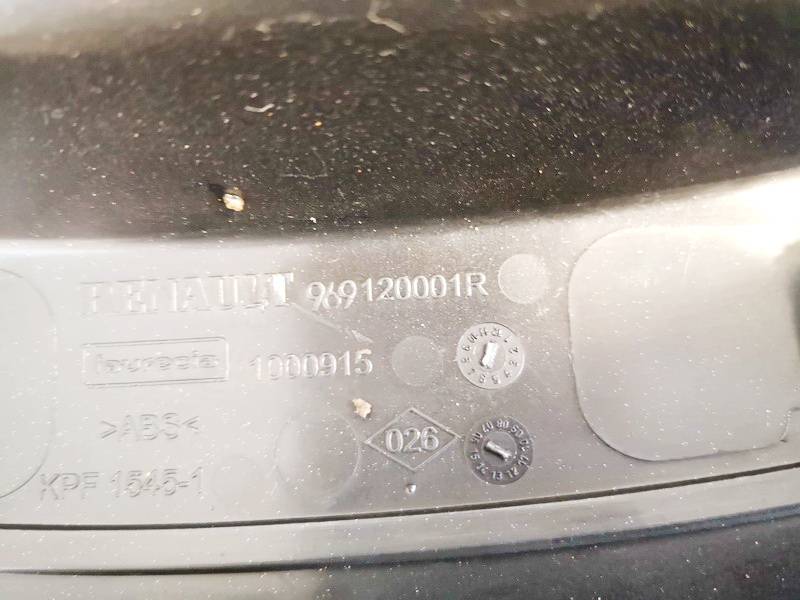 RENAULT 969120001R
faurecia 1000915
>ABS< 026
KPF 1545-1